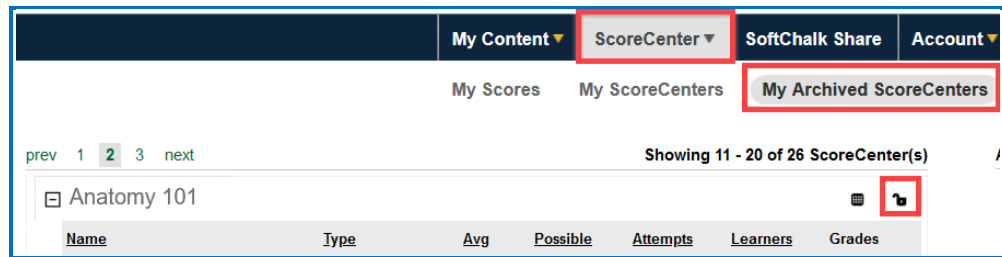 My Content ScoreCenter SoftChalk Share Account
My Scores My ScoreCenters My Archived ScoreCenters
prev 1 2 3 next Showing 11 - 20 of 26 ScoreCenter(s)
Anatomy 101
Name Type Avg Possible Attempts Learners Grades